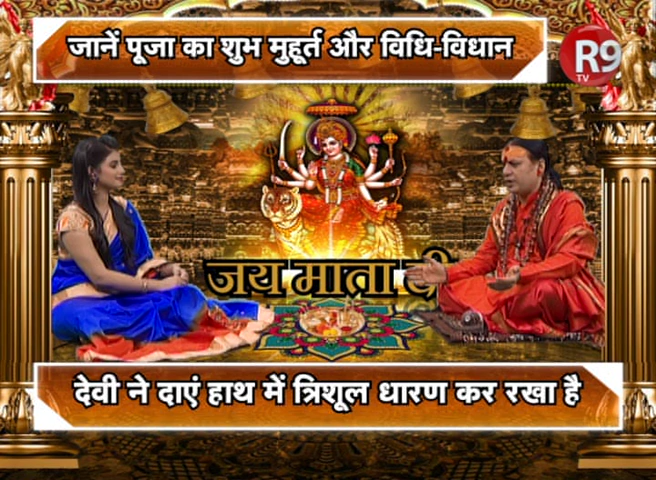 जानें पूजा का शुभ मुहूर्त और विधि-विधान
R9
TV
जय माता दी
देवी ने दाएं हाथ में त्रिशूल धारण कर रखा है